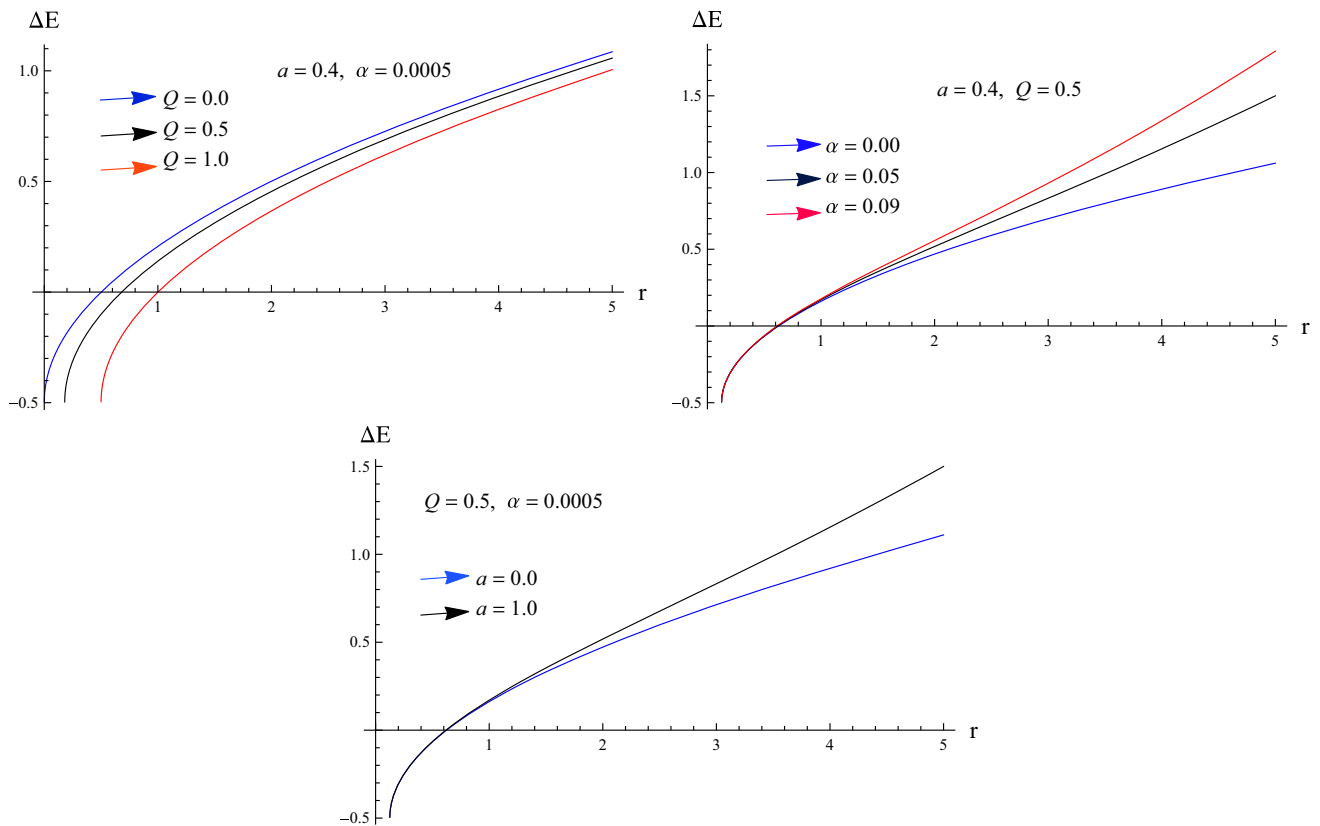 ΔE
a = 0.4, α = 0.0005
Q = 0.0
Q = 0.5
Q = 1.0
1.0
0.5
−0.5
1 2 3 4 5
r
ΔE
a = 0.4, Q = 0.5
α = 0.00
α = 0.05
α = 0.09
1.5
1.0
0.5
−0.5
1 2 3 4 5
r
ΔE
Q = 0.5, α = 0.0005
a = 0.0
a = 1.0
1.5
1.0
0.5
−0.5
1 2 3 4 5
r